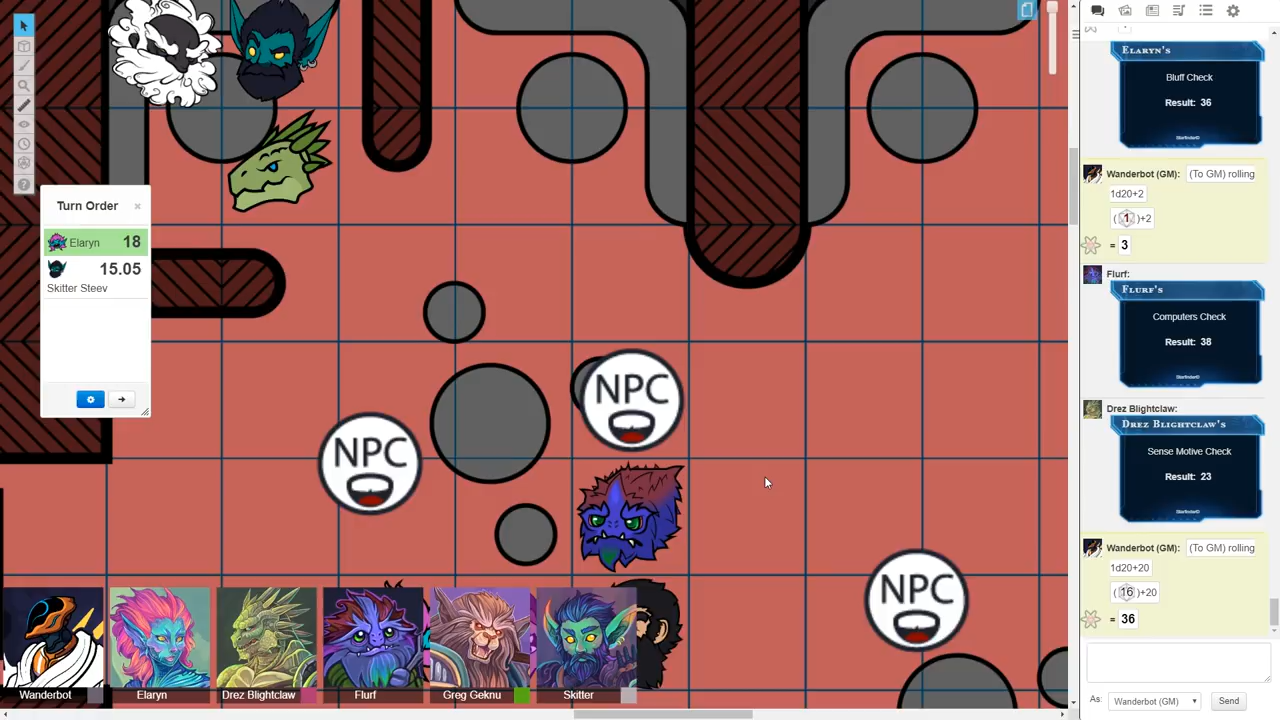 Turn Order ×
Elaryn 18
15.05
Skitter Steev
NPC
NPC
NPC
Wanderbot
Elaryn
Drez Blightclaw
Flurf
Greg Geknu
Skitter
Elaryn's
Bluff Check
Result: 36
Wanderbot (GM): (To GM) rolling
1d20+2
(1)+2
= 3
Flurf:
Flurf's
Computers Check
Result: 38
Drez Blightclaw:
Drez Blightclaw's
Sense Motive Check
Result: 23
Wanderbot (GM): (To GM) rolling
1d20+20
(16)+20
= 36
As: Wanderbot (GM) Send